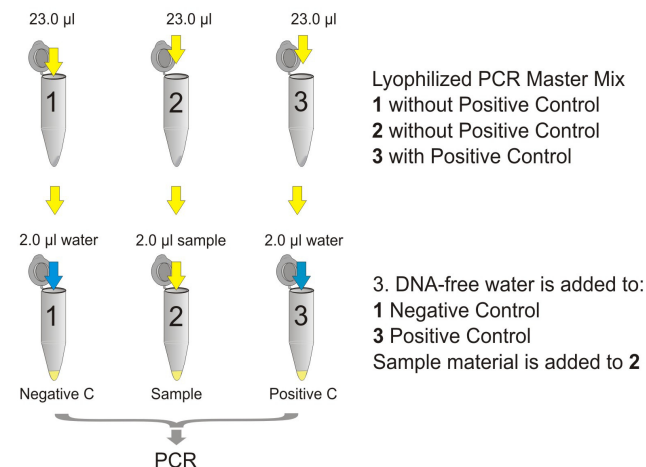 23.0 µl 23.0 µl 23.0 µl
1 2 3
Lyophilized PCR Master Mix
1 without Positive Control
2 without Positive Control
3 with Positive Control
2.0 µl water 2.0 µl sample 2.0 µl water
1 2 3
Negative C Sample Positive C
3. DNA-free water is added to:
1 Negative Control
3 Positive Control
Sample material is added to 2
PCR